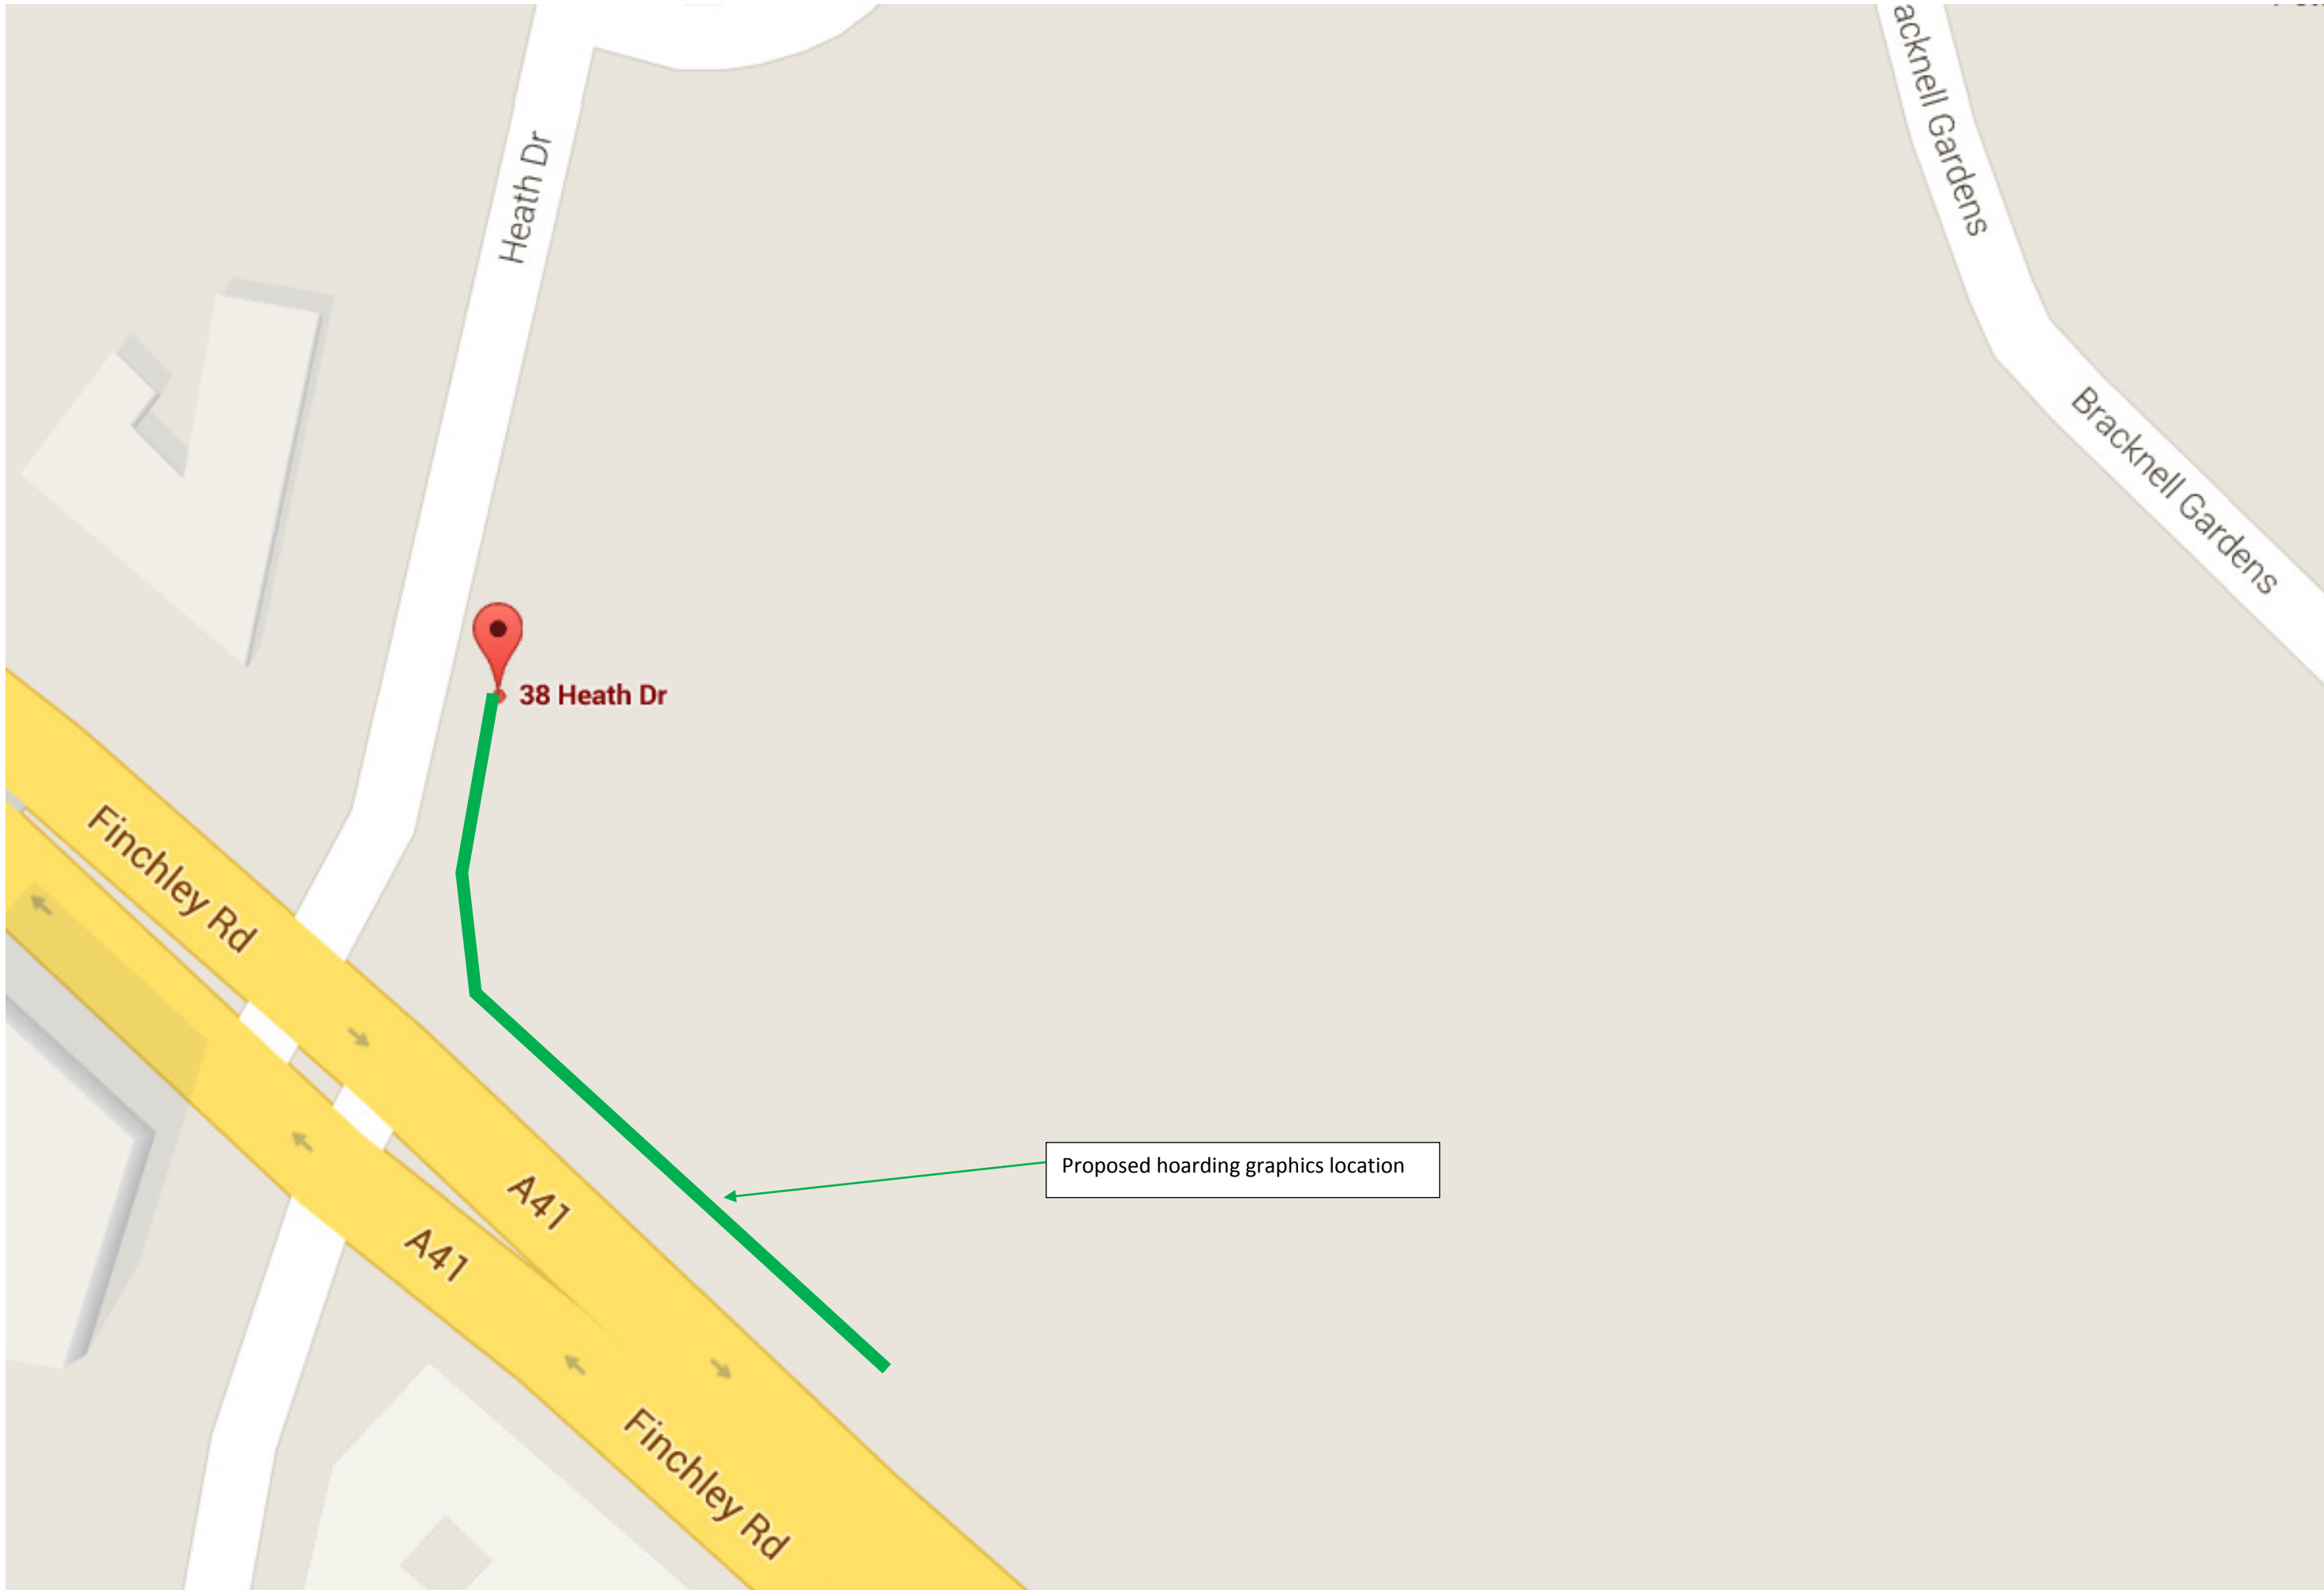 acknell Gardens
Heath Dr
Bracknell Gardens
38 Heath Dr
Finchley Rd
Proposed hoarding graphics location
A41
A41
Finchley Rd